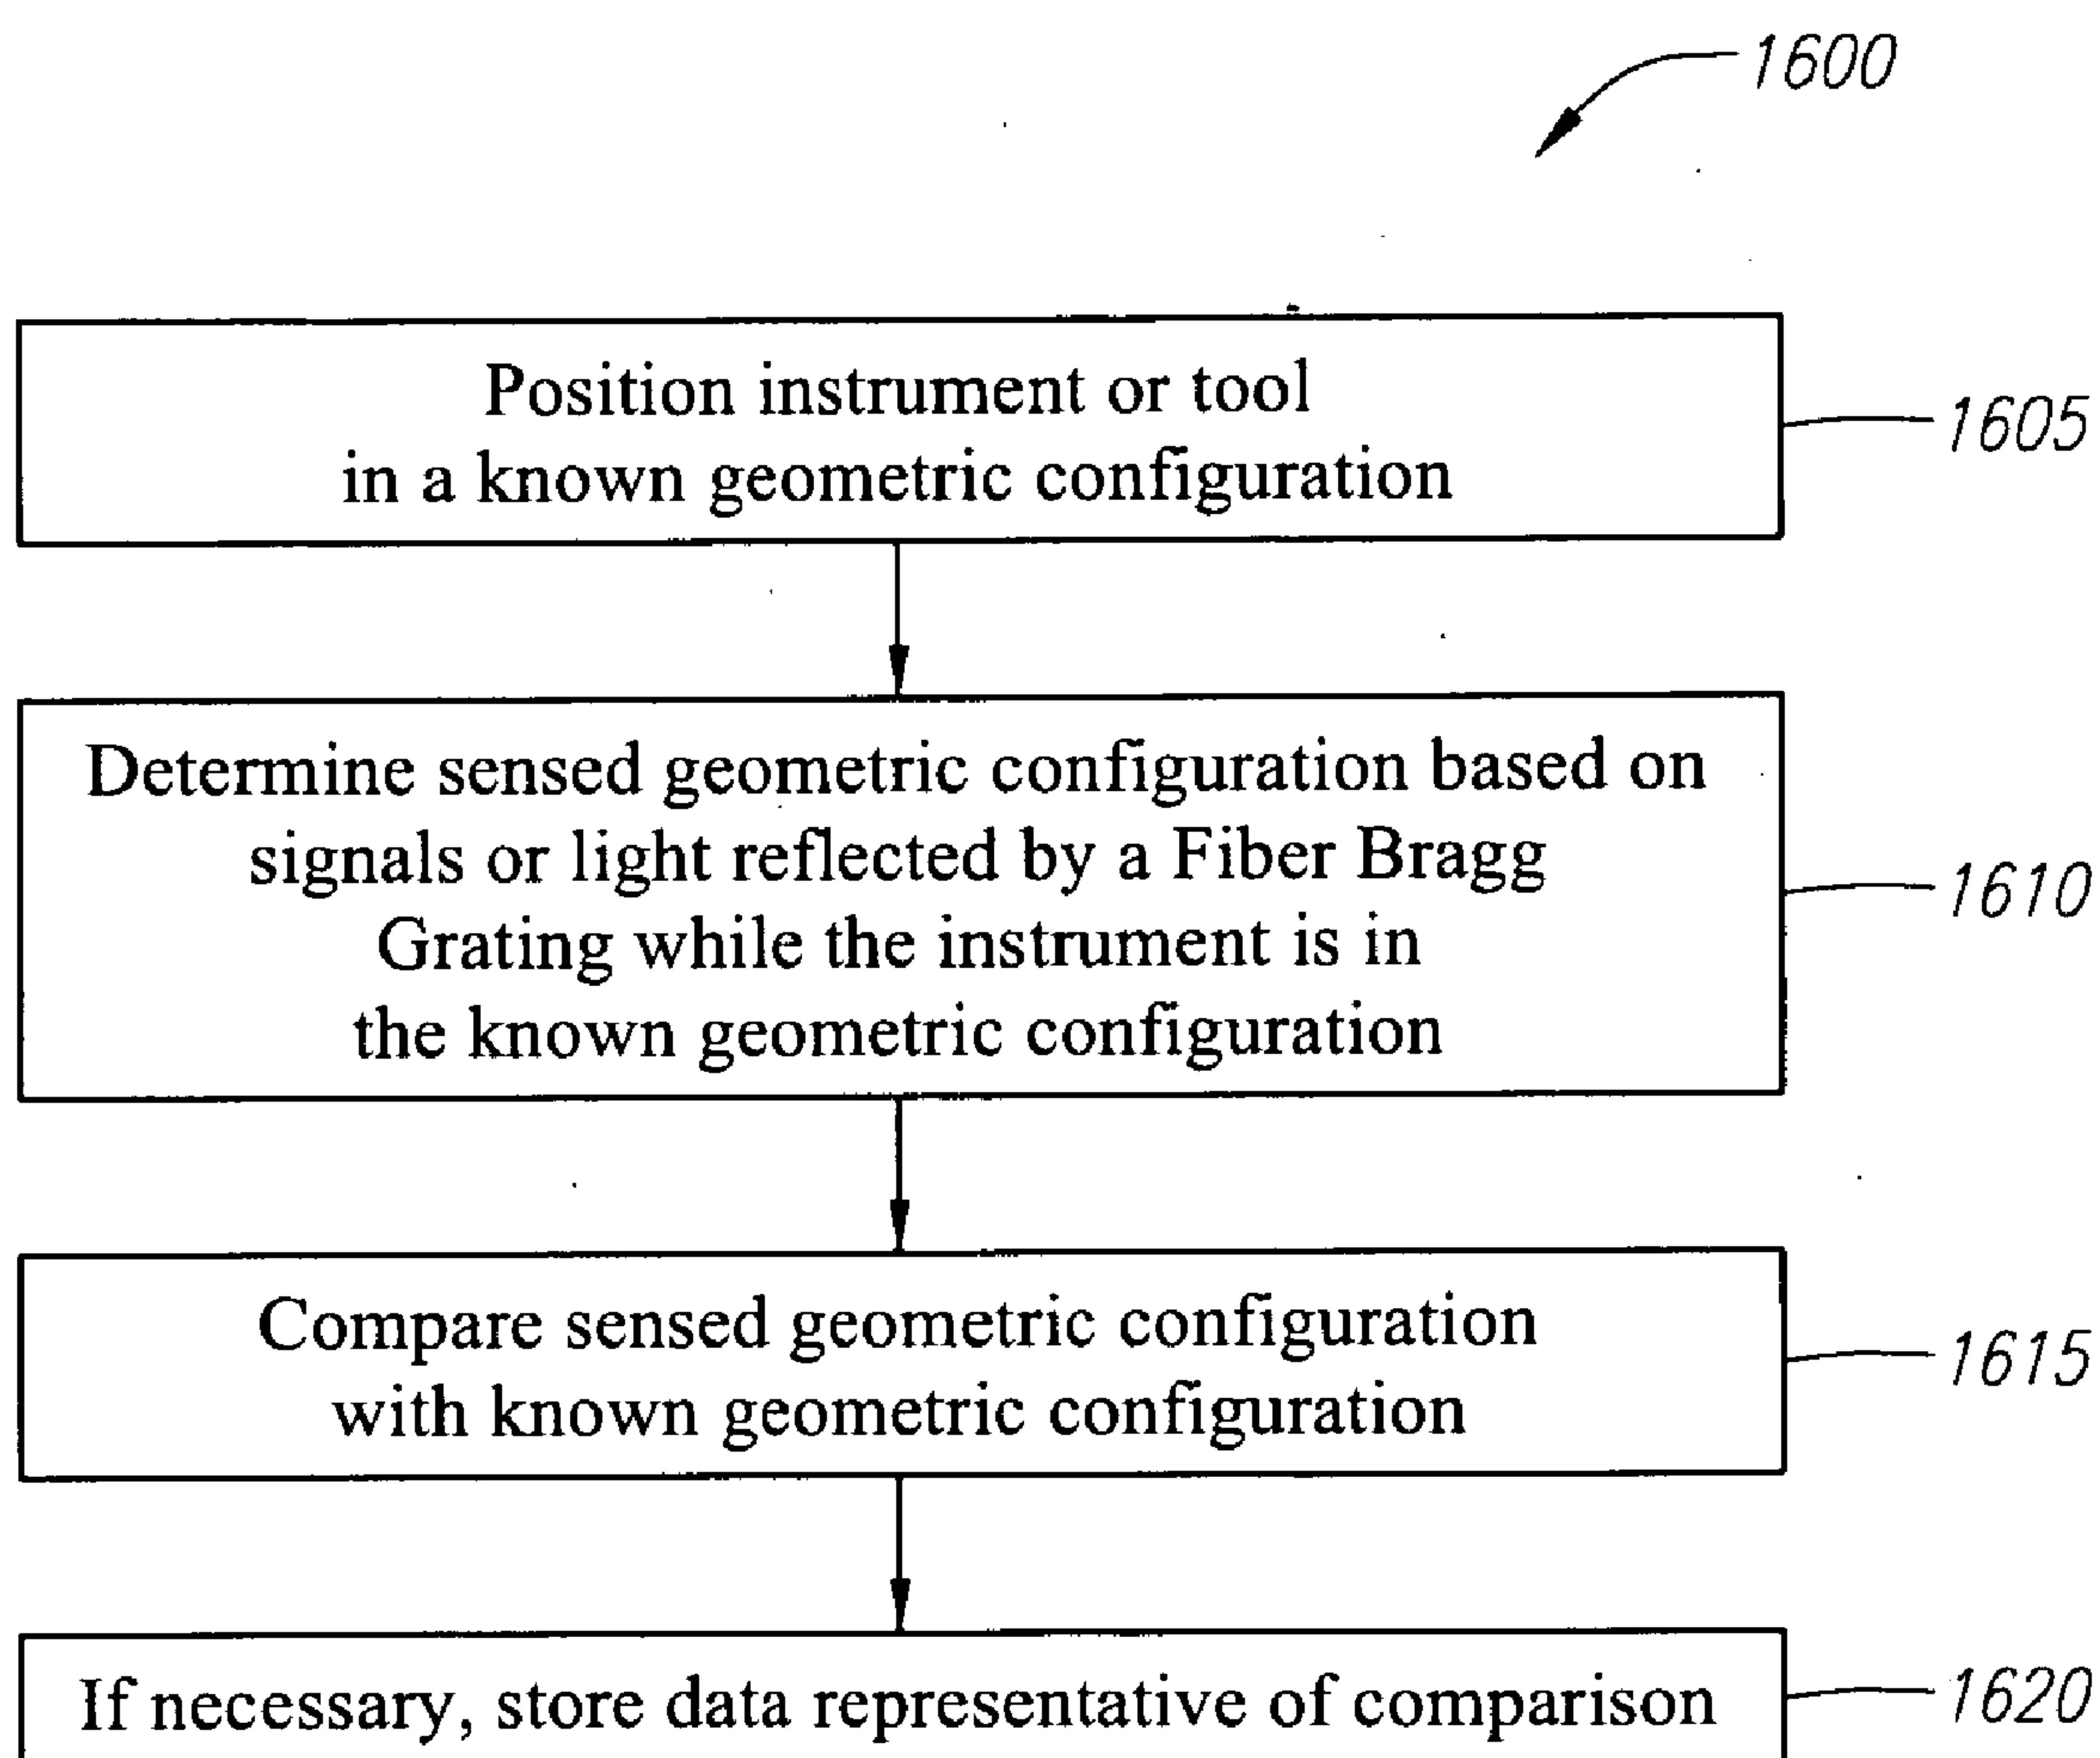 1600
Position instrument or tool
in a known geometric configuration
1605
Determine sensed geometric configuration based on
signals or light reflected by a Fiber Bragg
Grating while the instrument is in
the known geometric configuration
1610
Compare sensed geometric configuration
with known geometric configuration
1615
If necessary, store data representative of comparison
1620